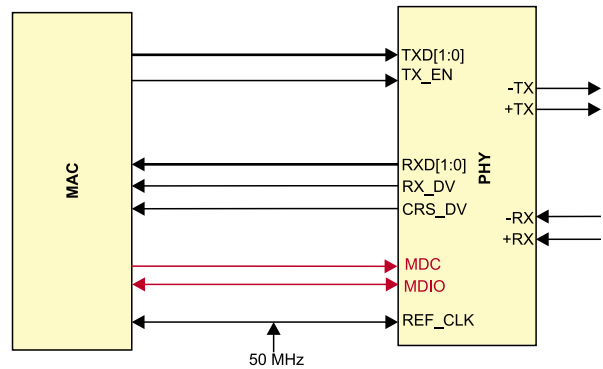 MAC
TXD[1:0]
TX_EN
-TX
+TX
RXD[1:0]
RX_DV
CRS_DV
PHY
-RX
+RX
MDC
MDIO
REF_CLK
50 MHz